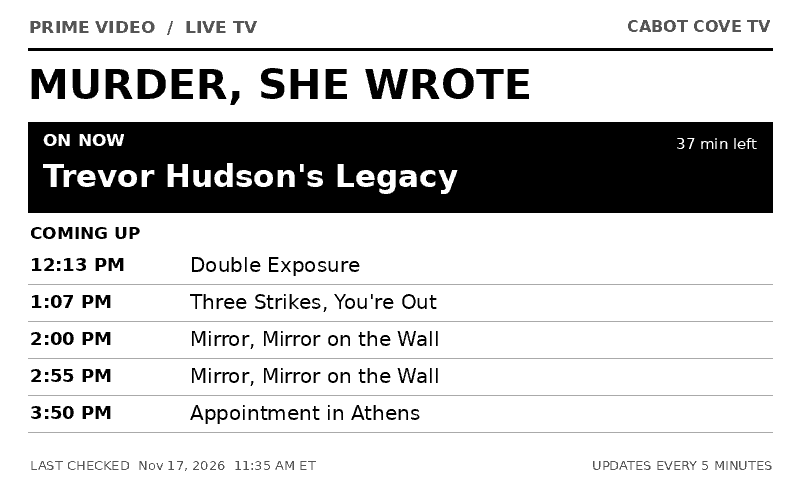 PRIME VIDEO / LIVE TV
CABOT COVE TV
MURDER, SHE WROTE
ON NOW
37 min left
Trevor Hudson's Legacy
COMING UP
12:13 PM Double Exposure
1:07 PM Three Strikes, You're Out
2:00 PM Mirror, Mirror on the Wall
2:55 PM Mirror, Mirror on the Wall
3:50 PM Appointment in Athens
LAST CHECKED Nov 17, 2026 11:35 AM ET
UPDATES EVERY 5 MINUTES